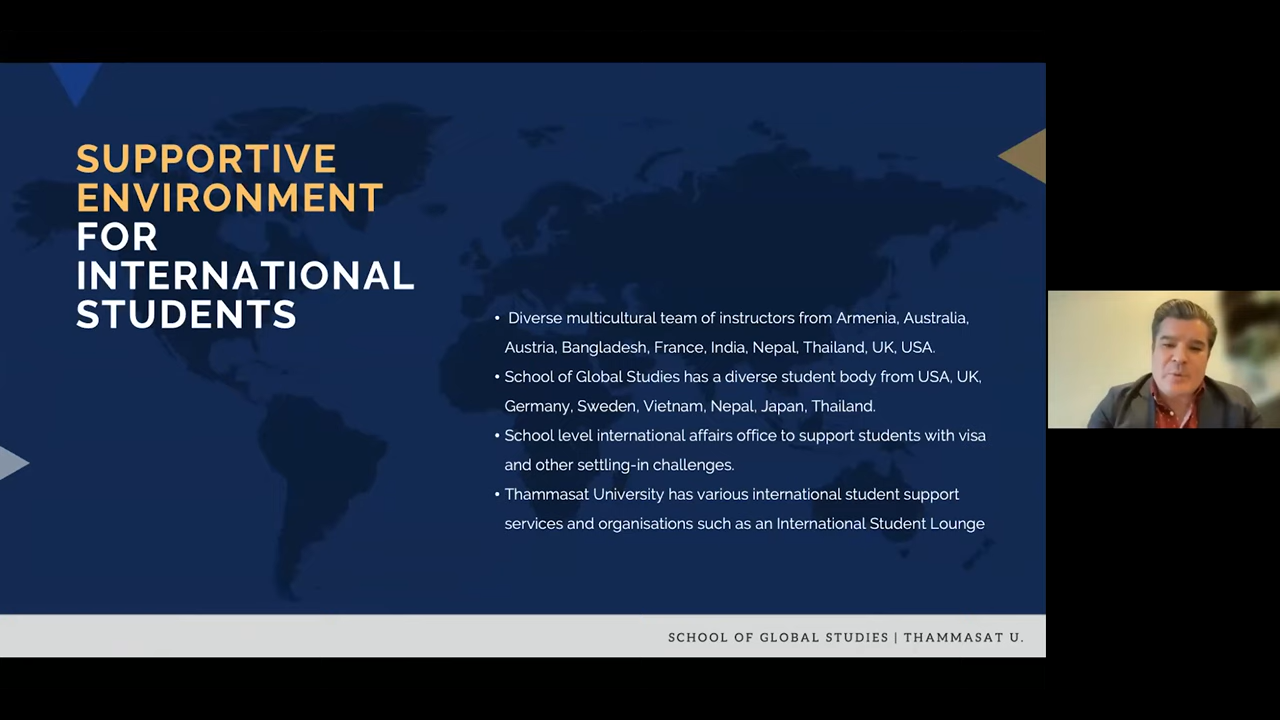 SUPPORTIVE
ENVIRONMENT
FOR
INTERNATIONAL
STUDENTS
• Diverse multicultural team of instructors from Armenia, Australia,
Austria, Bangladesh, France, India, Nepal, Thailand, UK, USA.
• School of Global Studies has a diverse student body from USA, UK,
Germany, Sweden, Vietnam, Nepal, Japan, Thailand.
• School level international affairs office to support students with visa
and other settling-in challenges.
• Thammasat University has various international student support
services and organisations such as an International Student Lounge
SCHOOL OF GLOBAL STUDIES | THAMMASAT U.